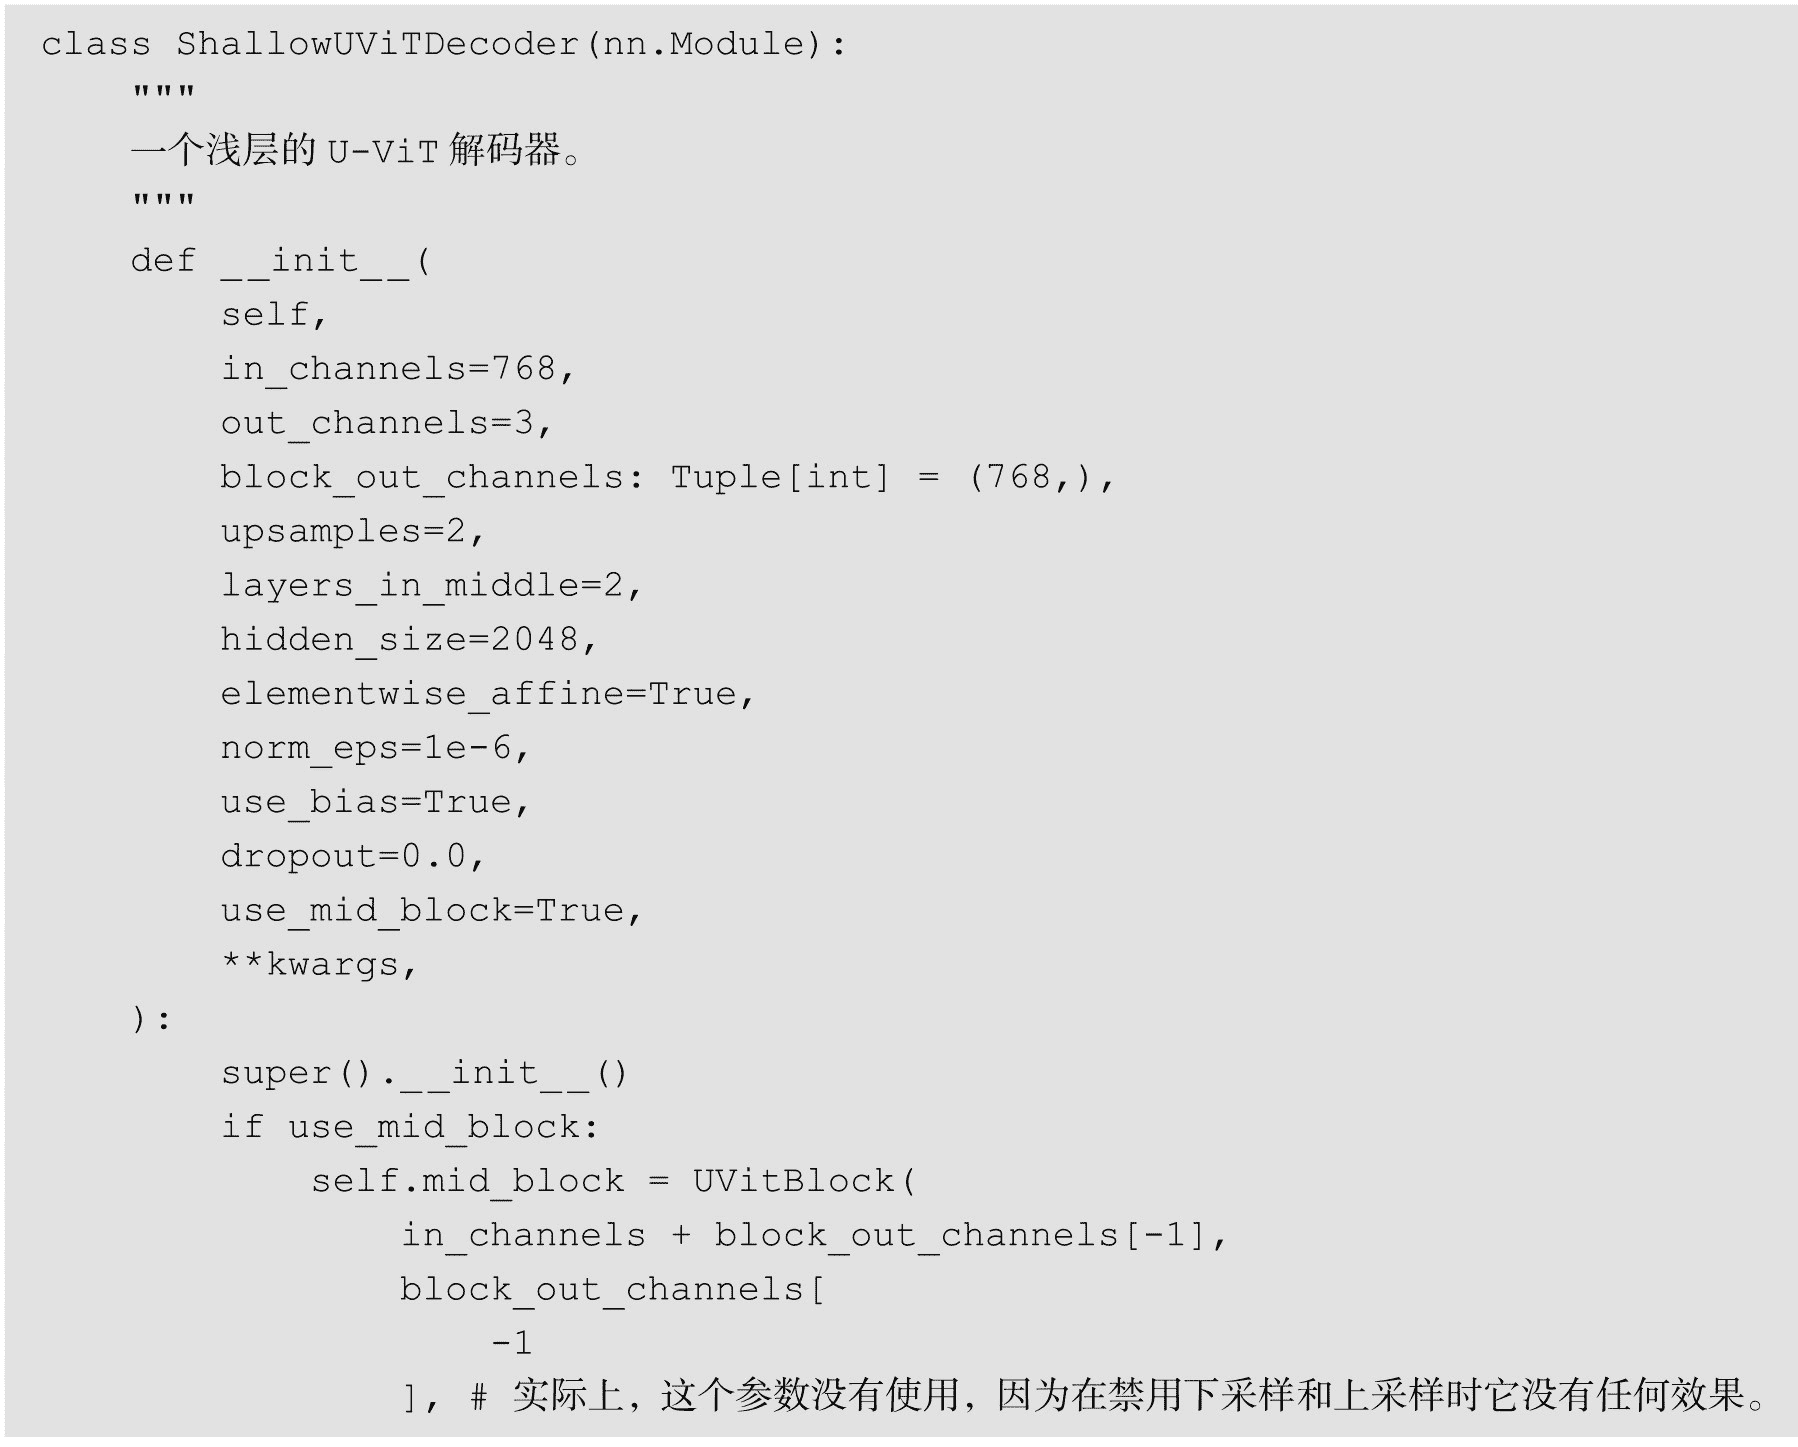 class ShallowUViTDecoder(nn.Module):
    """
    一个浅层的 U-ViT 解码器。
    """
    def __init__(
        self,
        in_channels=768,
        out_channels=3,
        block_out_channels: Tuple[int] = (768,),
        upsamples=2,
        layers_in_middle=2,
        hidden_size=2048,
        elementwise_affine=True,
        norm_eps=1e-6,
        use_bias=True,
        dropout=0.0,
        use_mid_block=True,
        **kwargs,
    ):
        super().__init__()
        if use_mid_block:
            self.mid_block = UVitBlock(
                in_channels + block_out_channels[-1],
                block_out_channels[
                    -1
                ], # 实际上，这个参数没有使用，因为在禁用下采样和上采样时它没有任何效果。